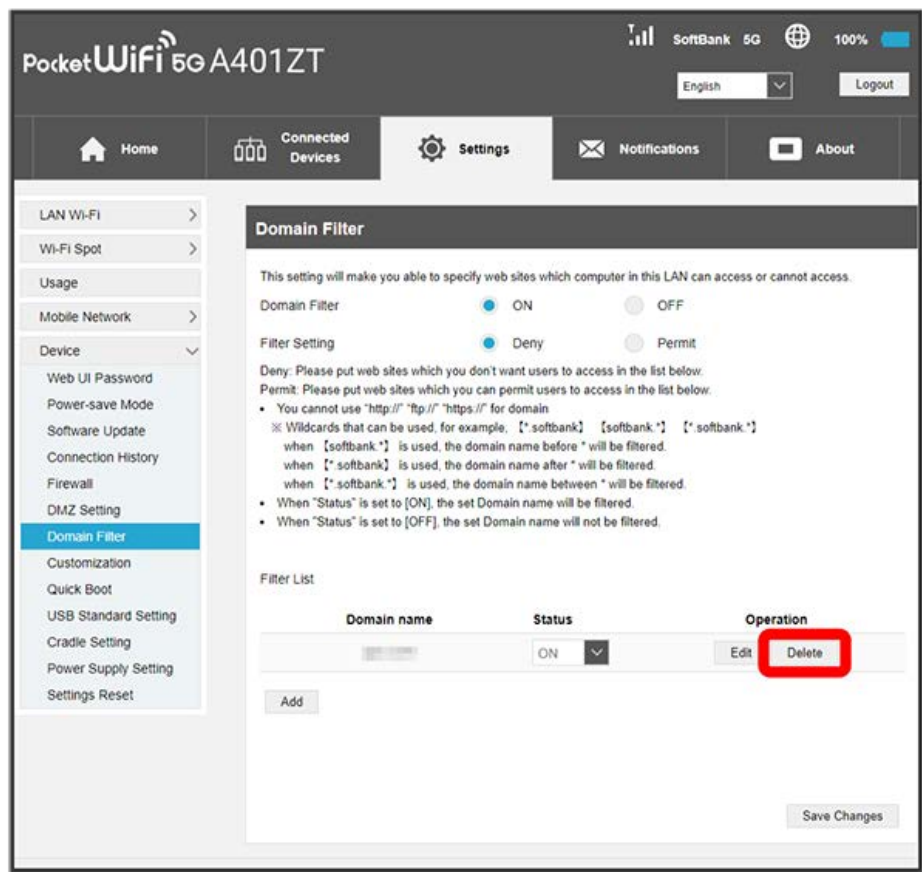 SoftBank 5G 100%
Pocket WiFi 5G A401ZT
English Logout
Home Connected Devices Settings Notifications About
LAN Wi-Fi
Wi-Fi Spot
Usage
Mobile Network
Device
Web UI Password
Power-save Mode
Software Update
Connection History
Firewall
DMZ Setting
Domain Filter
Customization
Quick Boot
USB Standard Setting
Cradle Setting
Power Supply Setting
Settings Reset
Domain Filter
This setting will make you able to specify web sites which computer in this LAN can access or cannot access.
Domain Filter ON OFF
Filter Setting Deny Permit
Deny: Please put web sites which you don't want users to access in the list below.
Permit: Please put web sites which you can permit users to access in the list below.
• You cannot use "http://" "ftp://" "https://" for domain
※ Wildcards that can be used, for example, 【*.softbank】 【softbank.*】 【*.softbank.*】
when 【softbank.*】 is used, the domain name before * will be filtered.
when 【*.softbank】 is used, the domain name after * will be filtered.
when 【*.softbank.*】 is used, the domain name between * will be filtered.
• When "Status" is set to [ON], the set Domain name will be filtered.
• When "Status" is set to [OFF], the set Domain name will not be filtered.
Filter List
Domain name Status Operation
ON Edit Delete
Add
Save Changes